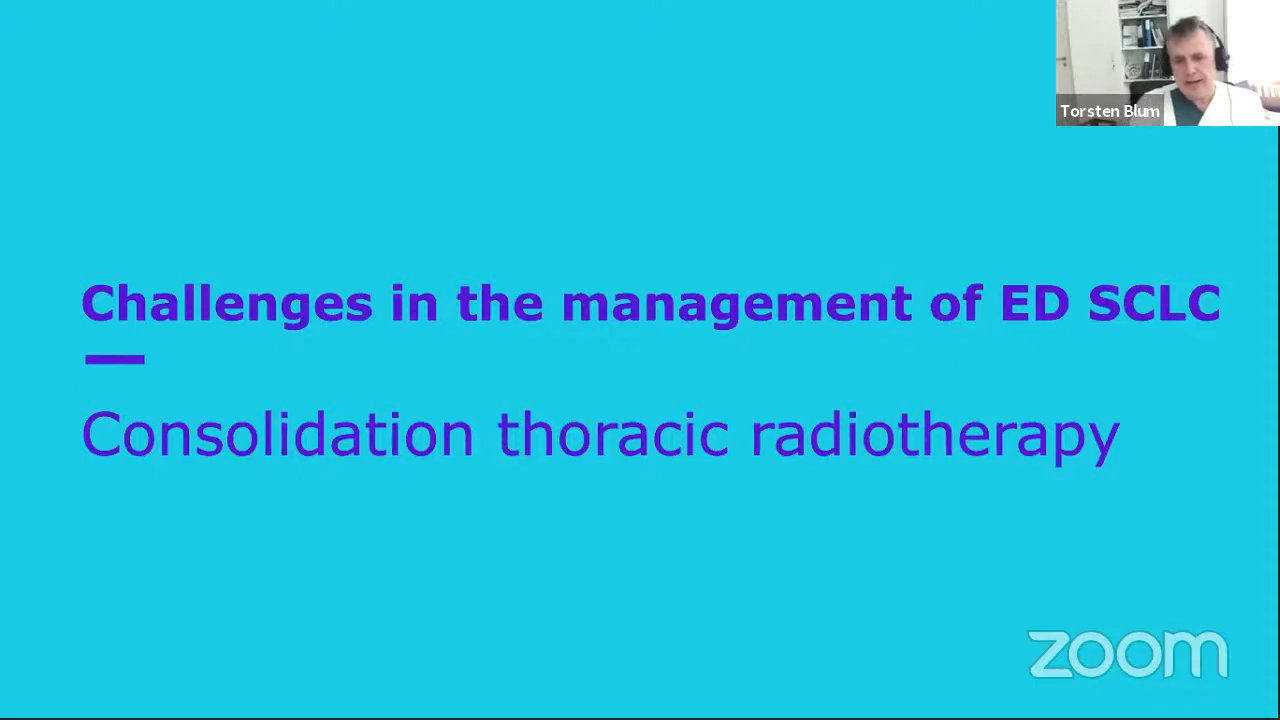 Torsten Blum
Challenges in the management of ED SCLC
Consolidation thoracic radiotherapy
zoom